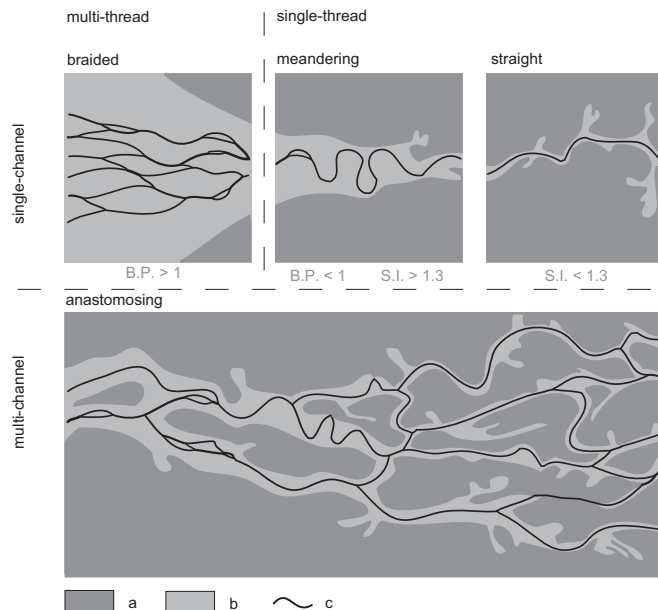 multi-thread
single-thread
braided
meandering
straight
single-channel
B.P. > 1
B.P. < 1
S.I. > 1.3
S.I. < 1.3
anastomosing
multi-channel
a
b
c